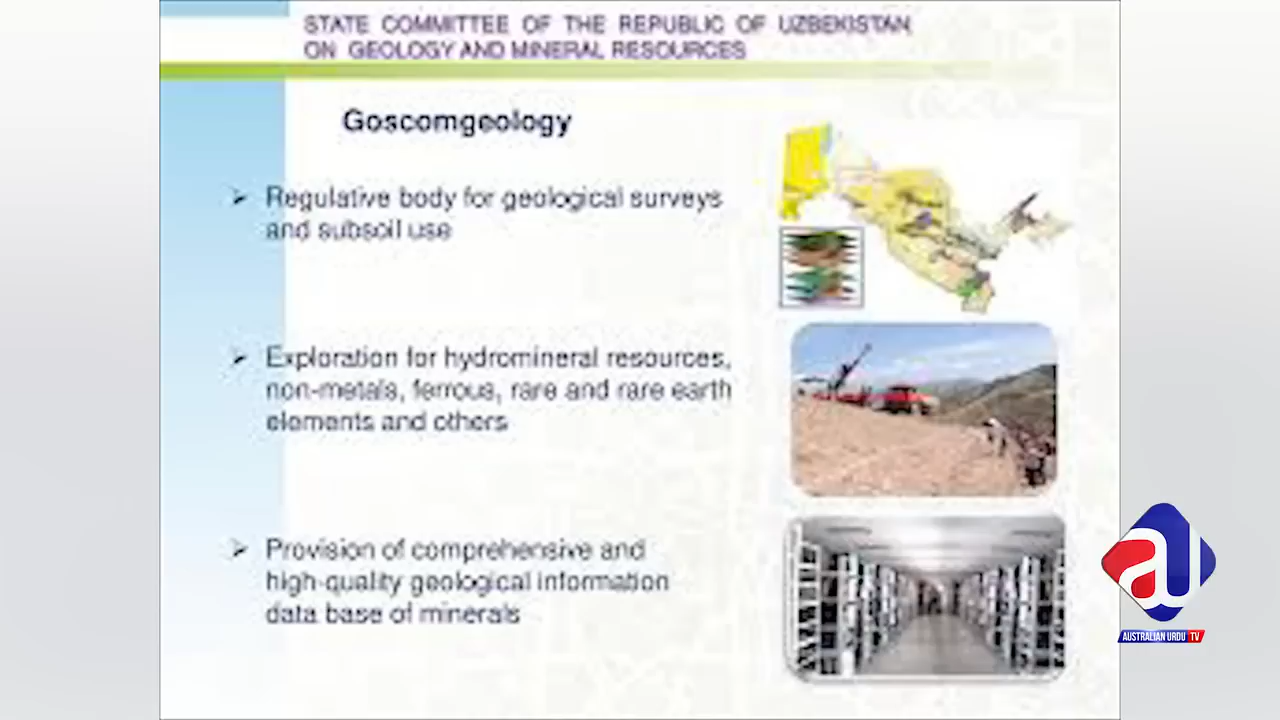 STATE COMMITTEE OF THE REPUBLIC OF UZBEKISTAN
ON GEOLOGY AND MINERAL RESOURCES
Goscomgeology
Regulative body for geological surveys
and subsoil use
Exploration for hydromineral resources,
non-metals, ferrous, rare and rare earth
elements and others
Provision of comprehensive and
high-quality geological information
data base of minerals
AUSTRALIAN URDU TV